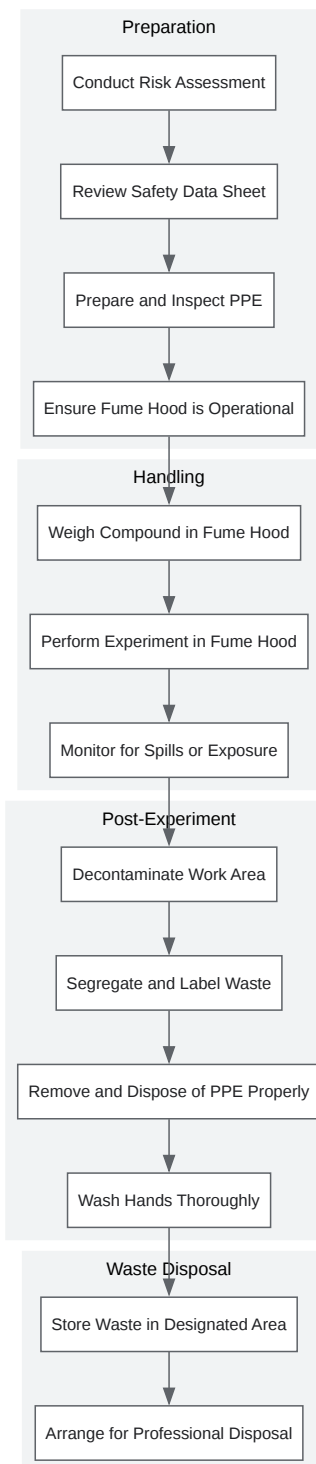 Preparation
Conduct Risk Assessment
Review Safety Data Sheet
Prepare and Inspect PPE
Ensure Fume Hood is Operational
Handling
Weigh Compound in Fume Hood
Perform Experiment in Fume Hood
Monitor for Spills or Exposure
Post-Experiment
Decontaminate Work Area
Segregate and Label Waste
Remove and Dispose of PPE Properly
Wash Hands Thoroughly
Waste Disposal
Store Waste in Designated Area
Arrange for Professional Disposal